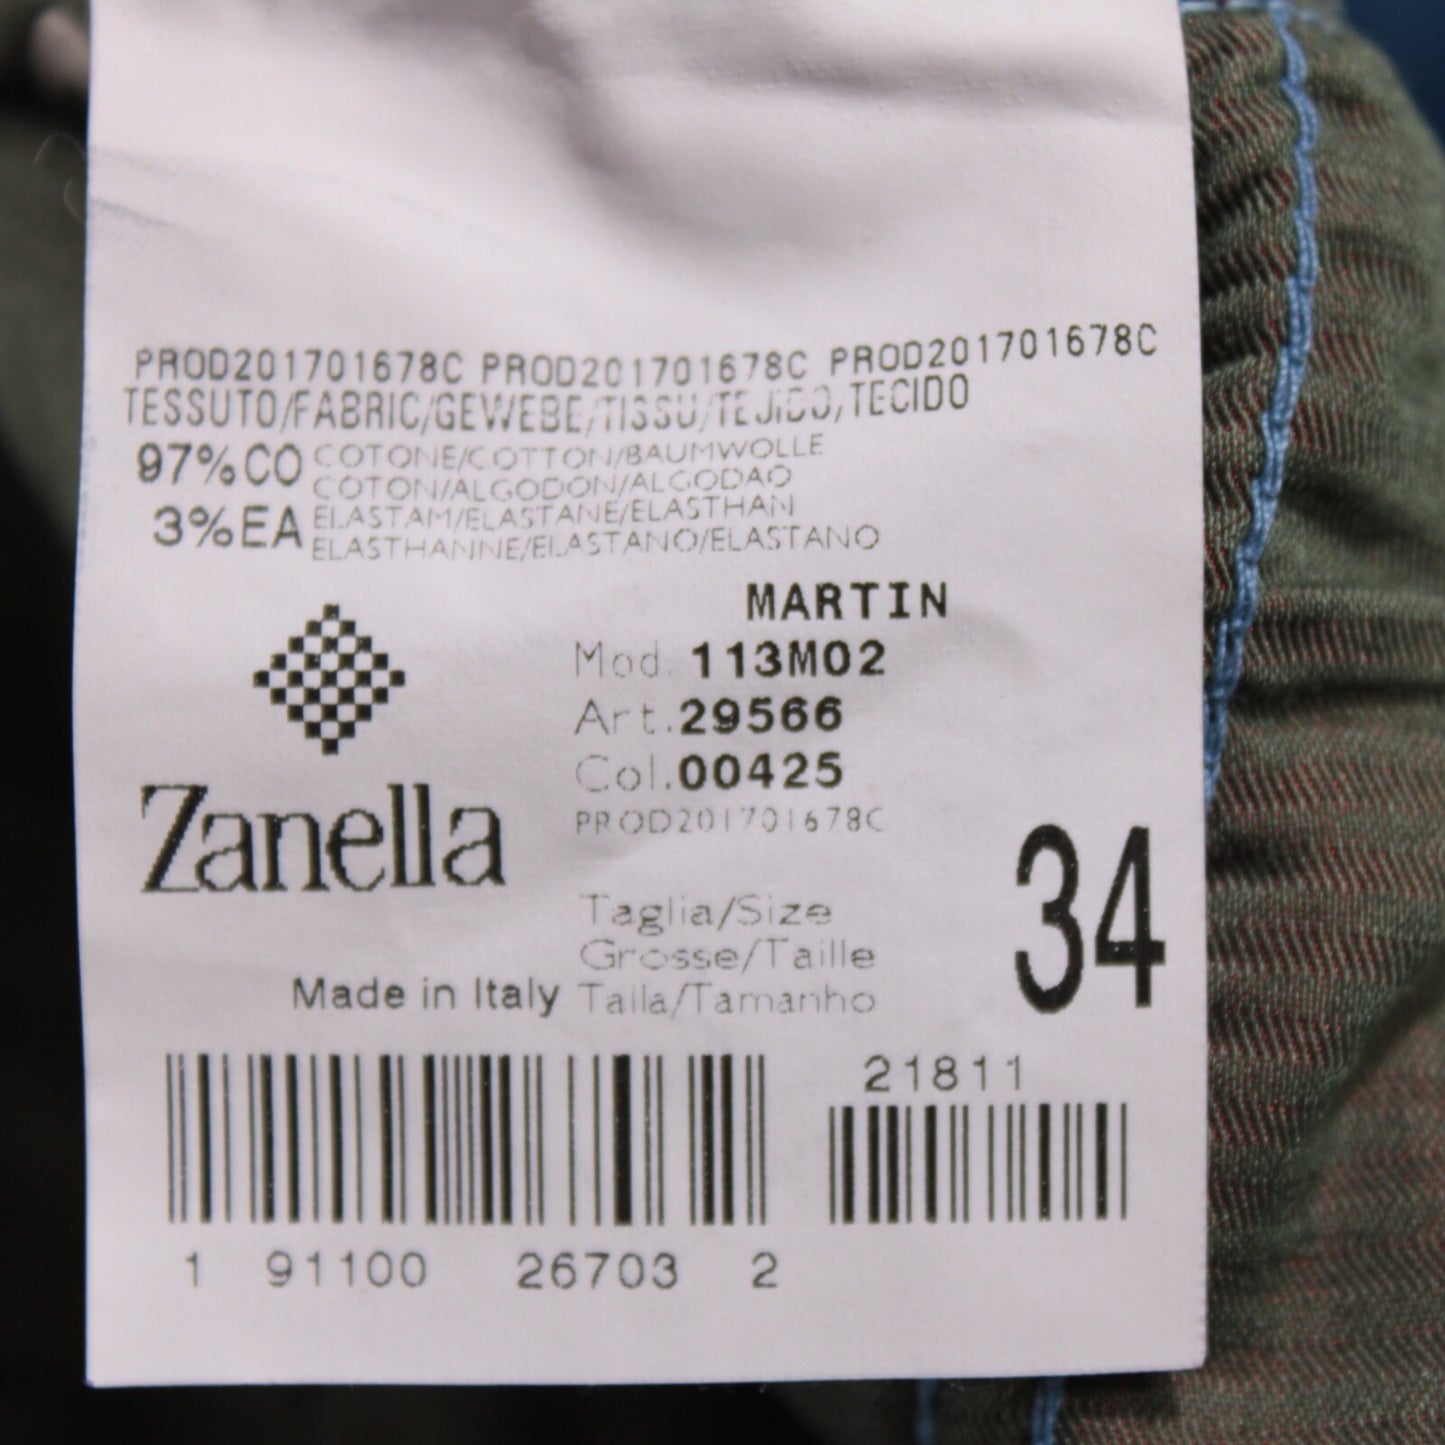 PROD201701678C PROD201701678C PROD201701678C
TESSUTO/FABRIC/GEWEBE/TISSU/TEJIDO/TECIDO
97%CO COTONE/COTTON/BAUMWOLLE
COTON/ALGODON/ALGODAO
3%EA ELASTAM/ELASTANE/ELASTHAN
ELASTHANNE/ELASTANO/ELASTANO
MARTIN
Mod. 113M02
Art.29566
Col.00425
PROD201701678C
Zanella
Taglia/Size
Grosse/Taille
Talla/Tamanho
34
Made in Italy
21811
1 91100 26703 2